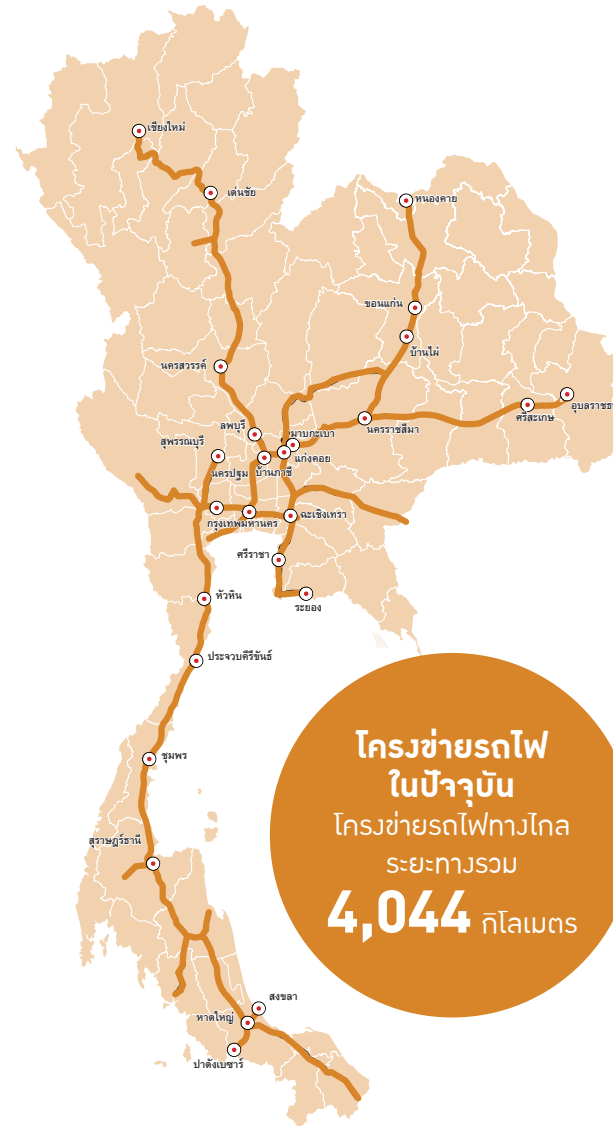 เชียงใหม่
เด่นชัย
หนองคาย
ขอนแก่น
บ้านไผ่
นครสวรรค์
อุบลราชธา
ศรีสะเกษ
นครราชสีมา
ลพบุรี
มาบกะเบา
สุพรรณบุรี
แก่งคอย
บ้านภาชี
นครปฐม
ฉะเชิงเทรา
กรุงเทพมหานคร
ศรีราชา
ระยอง
หัวหิน
ประจวบคีรีขันธ์
ชุมพร
สุราษฎร์ธานี
โครงข่ายรถไฟ
ในปัจจุบัน
โครงข่ายรถไฟทางไกล
ระยะทางรวม
4,044 กิโลเมตร
สงขลา
หาดใหญ่
ปาดังเบซาร์